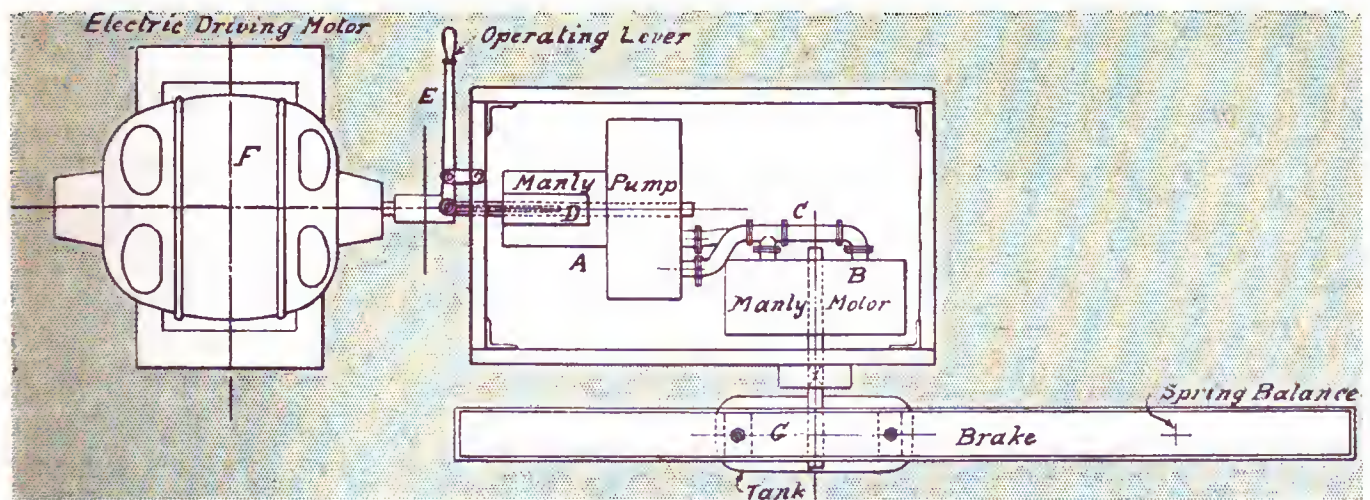 Electric Driving Motor
Operating Lever
E
F
Manly Pump
D
C
A
B
Manly Motor
Spring Balance
G
Brake
Tank